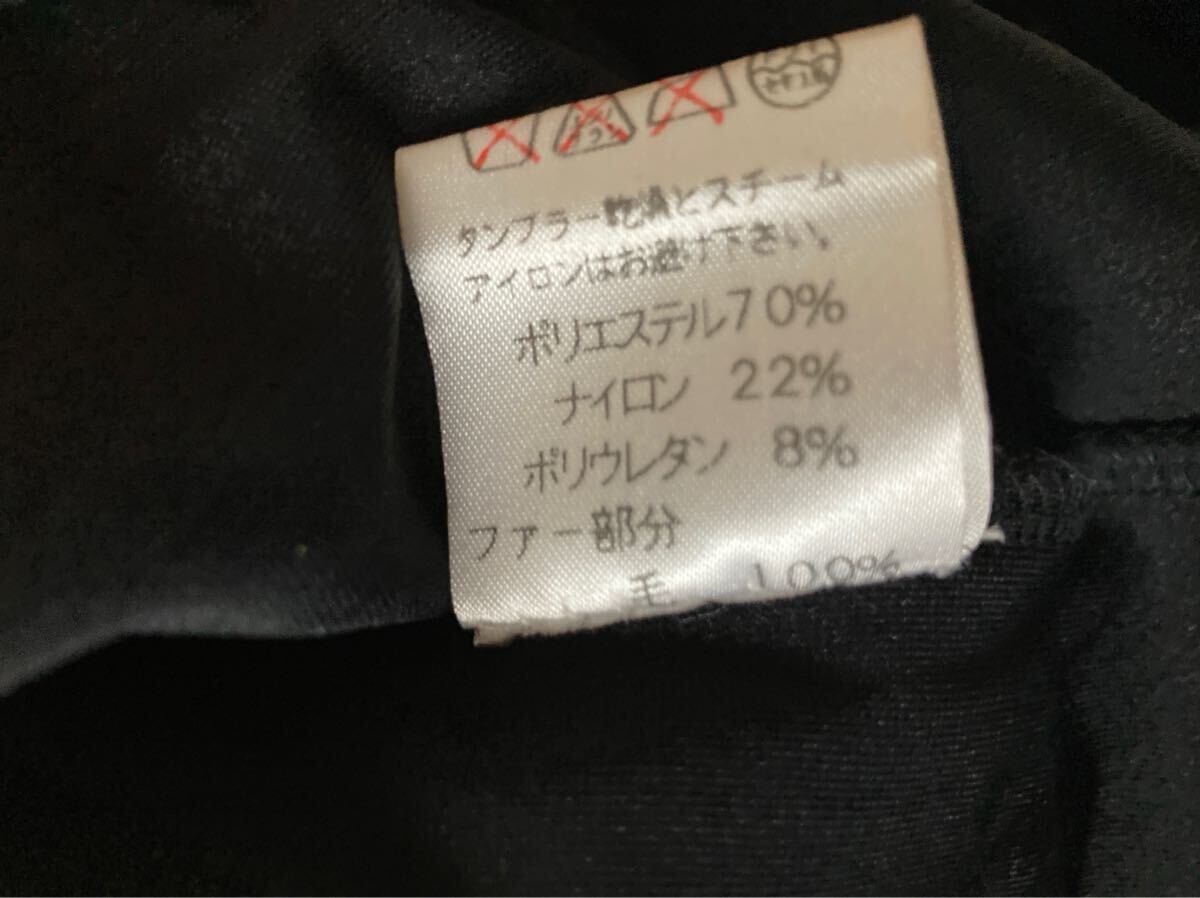 タンブラー乾燥とスチーム
アイロンはお避け下さい。
ポリエステル70%
ナイロン 22%
ポリウレタン 8%
ファー部分
毛 100%